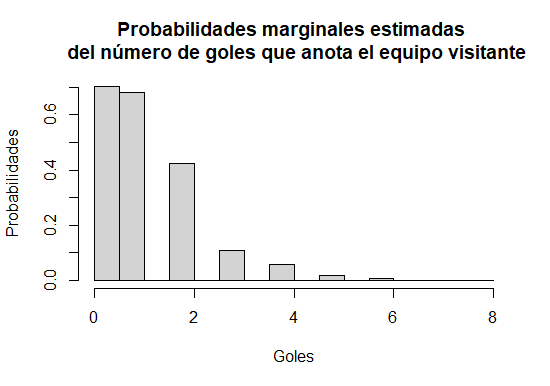 Probabilidades marginales estimadas
del número de goles que anota el equipo visitante
Probabilidades
0.6
0.4
0.2
0.0
0 2 4 6 8
Goles